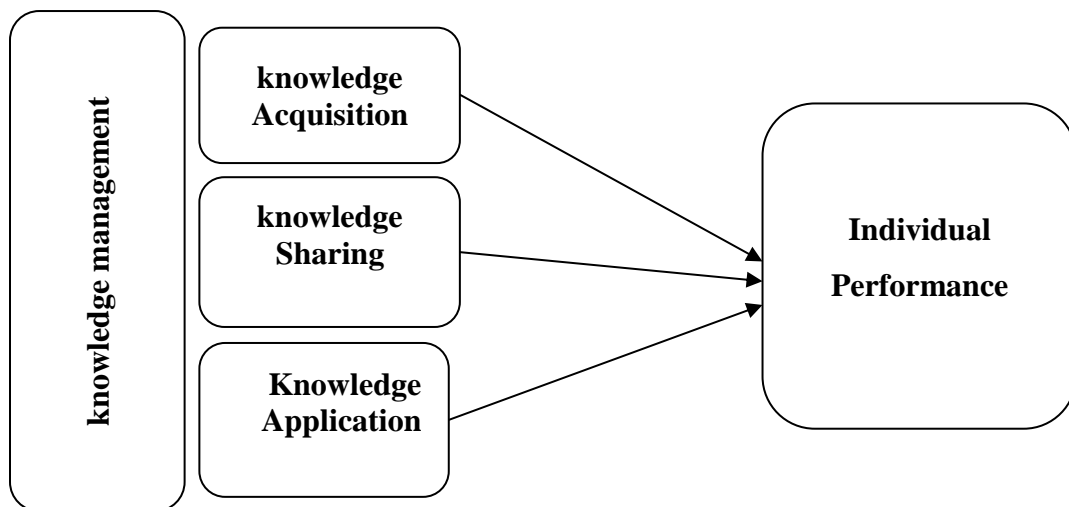 knowledge management
knowledge
Acquisition
knowledge
Sharing
Knowledge
Application
Individual
Performance